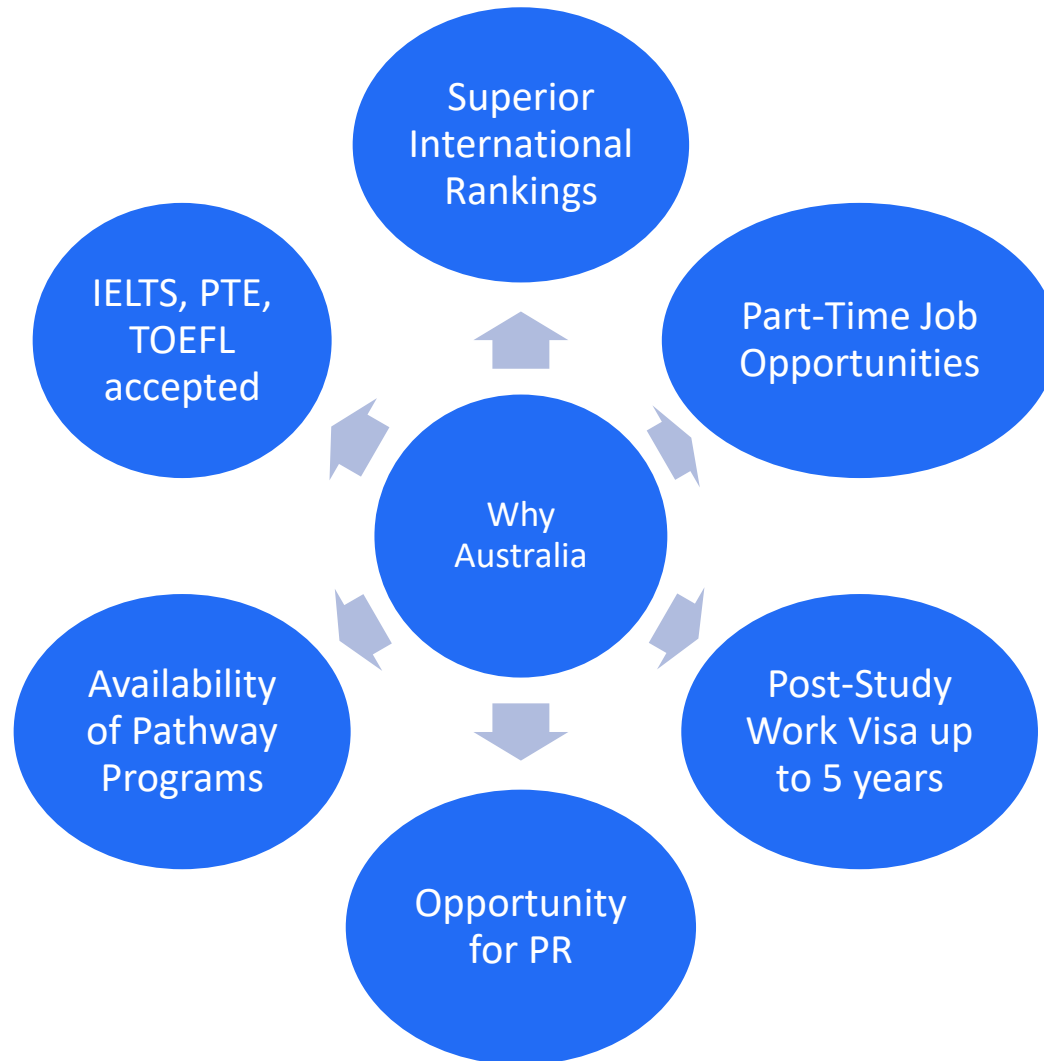 Superior
International
Rankings
IELTS, PTE,
TOEFL
accepted
Part-Time Job
Opportunities
Why
Australia
Availability
of Pathway
Programs
Post-Study
Work Visa up
to 5 years
Opportunity
for PR